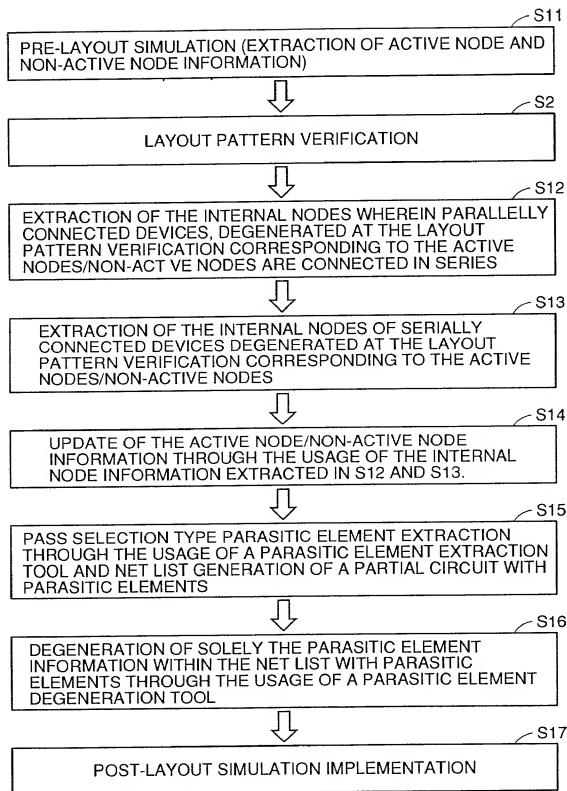 S11
PRE-LAYOUT SIMULATION (EXTRACTION OF ACTIVE NODE AND
NON-ACTIVE NODE INFORMATION)
S2
LAYOUT PATTERN VERIFICATION
S12
EXTRACTION OF THE INTERNAL NODES WHEREIN PARALLELY
CONNECTED DEVICES, DEGENERATED AT THE LAYOUT
PATTERN VERIFICATION CORRESPONDING TO THE ACTIVE
NODES/NON-ACT VE NODES ARE CONNECTED IN SERIES
S13
EXTRACTION OF THE INTERNAL NODES OF SERIALLY
CONNECTED DEVICES DEGENERATED AT THE LAYOUT
PATTERN VERIFICATION CORRESPONDING TO THE ACTIVE
NODES/NON-ACTIVE NODES
S14
UPDATE OF THE ACTIVE NODE/NON-ACTIVE NODE
INFORMATION THROUGH THE USAGE OF THE INTERNAL
NODE INFORMATION EXTRACTED IN S12 AND S13.
S15
PASS SELECTION TYPE PARASITIC ELEMENT EXTRACTION
THROUGH THE USAGE OF A PARASITIC ELEMENT EXTRACTION
TOOL AND NET LIST GENERATION OF A PARTIAL CIRCUIT WITH
PARASITIC ELEMENTS
S16
DEGENERATION OF SOLELY THE PARASITIC ELEMENT
INFORMATION WITHIN THE NET LIST WITH PARASITIC
ELEMENTS THROUGH THE USAGE OF A PARASITIC ELEMENT
DEGENERATION TOOL
S17
POST-LAYOUT SIMULATION IMPLEMENTATION